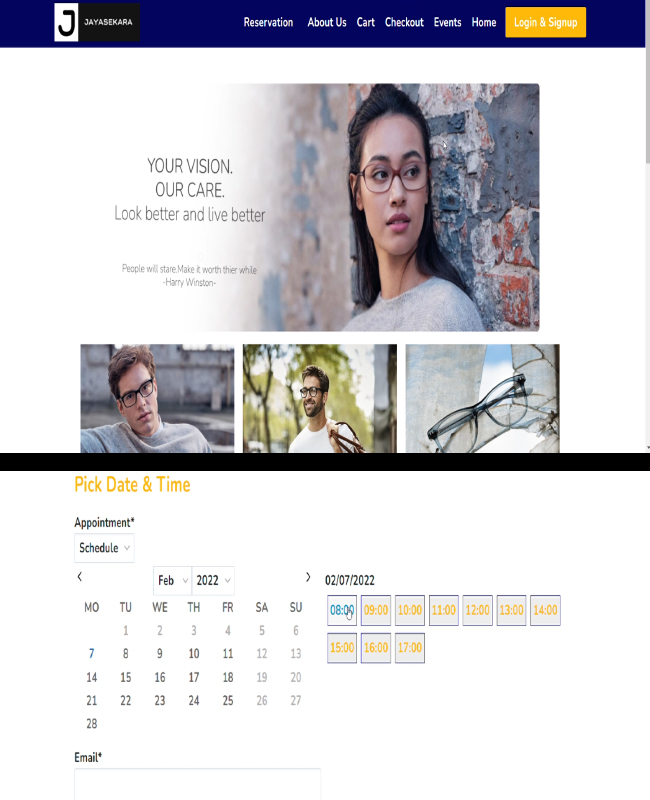 J JAYASEKARA
Reservation About Us Cart Checkout Events Home Login & Signup
YOUR VISION.
OUR CARE.
Look better and live better
People will stare.Make it worth thier while
-Harry Winston-
Pick Date & Time
Appointment*
Schedule
Feb 2022
02/07/2022
MO TU WE TH FR SA SU
1 2 3 4 5 6
7 8 9 10 11 12 13
14 15 16 17 18 19 20
21 22 23 24 25 26 27
28
08:00 09:00 10:00 11:00 12:00 13:00 14:00
15:00 16:00 17:00
Email*